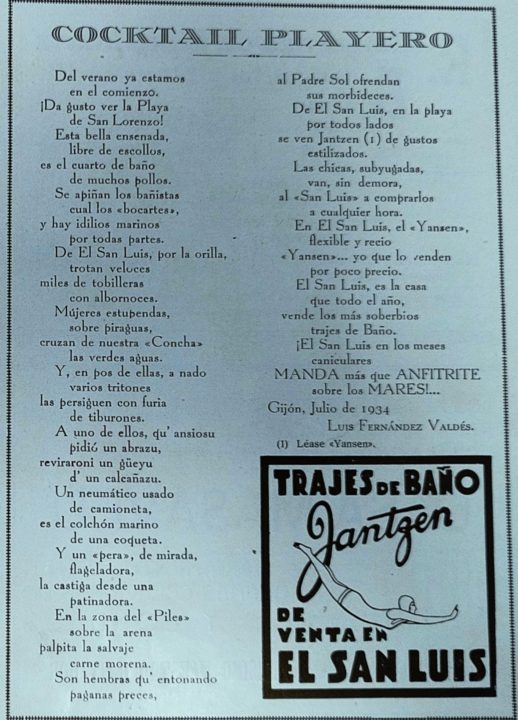 COCKTAIL PLAYERO
Del verano ya estamos
en el comienzo.
¡Da gusto ver la Playa
de San Lorenzo!
Esta bella ensenada,
libre de escollos,
es el cuarto de baño
de muchos pollos.
Se apiñan los bañistas
cual los «bocartes»,
y hay idilios marinos
por todas partes.
De El San Luis, por la orilla,
trotan veloces
miles de tobilleras
con albornoces.
Mújeres estupendas,
sobre piraguas,
cruzan de nuestra «Concha»
las verdes aguas.
Y, en pos de ellas, a nado
varios tritones
las persiguen con furia
de tiburones.
A uno de ellos, qu' ansiosu
pidió un abrazu,
reviraroni un güeyu
d' un calcañazu.
Un neumático usado
de camioneta,
es el colchón marino
de una coqueta.
Y un «pera», de mirada,
flageladora,
la castiga desde una
patinadora.
En la zona del «Piles»
sobre la arena
palpita la salvaje
carne morena.
Son hembras qu' entonando
paganas preces,
al Padre Sol ofrendan
sus morbideces.
De El San Luis, en la playa
por todos lados
se ven Jantzen (1) de gustos
estilizados.
Las chicas, subyugadas,
van, sin demora,
al «San Luis» a comprarlos
a cualquier hora.
En El San Luis, el «Yansen»,
flexible y recio
«Yansen»... yo que lo venden
por poco precio.
El San Luis, es la casa
que todo el año,
vende los más soberbios
trajes de Baño.
¡El San Luis en los meses
caniculares
MANDA más que ANFITRITE
sobre los MARES!...
Gijón, Julio de 1934
LUIS FERNÁNDEZ VALDÉS.
(1) Léase «Yansen».
TRAJES DE BAÑO
Jantzen
DE
VENTA EN
EL SAN LUIS